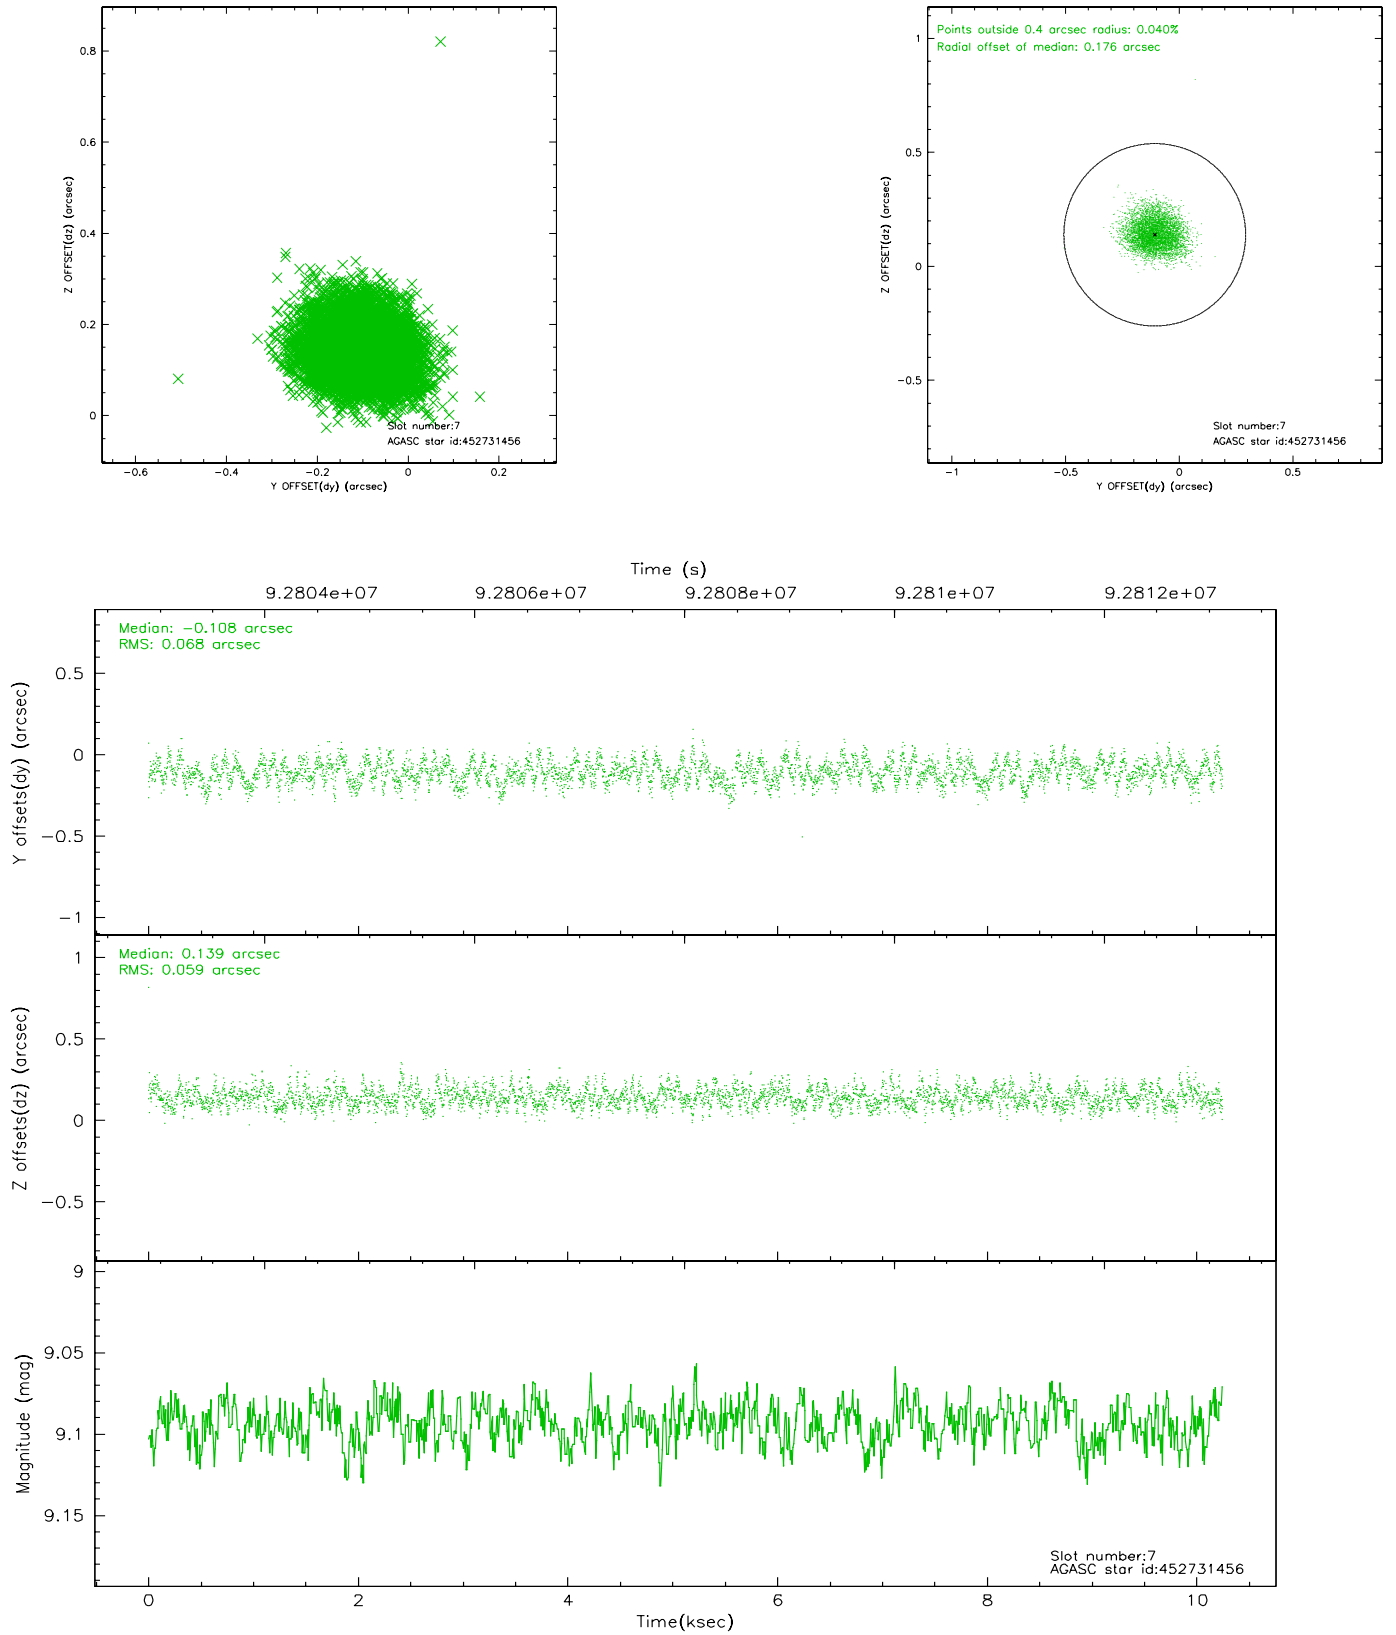 0.8
0.6
0.4
0.2
0
Z OFFSET(dz) (arcsec)
Slot number:7
AGASC star id:452731456
-0.6 -0.4 -0.2 0 0.2
Y OFFSET(dy) (arcsec)
Points outside 0.4 arcsec radius: 0.040%
Radial offset of median: 0.176 arcsec
1
0.5
0
-0.5
Z OFFSET(dz) (arcsec)
Slot number:7
AGASC star id:452731456
-1 -0.5 0 0.5
Y OFFSET(dy) (arcsec)
Time (s)
9.2804e+07 9.2806e+07 9.2808e+07 9.281e+07 9.2812e+07
Median: -0.108 arcsec
RMS: 0.068 arcsec
0.5
0
-0.5
-1
Y offsets(dy) (arcsec)
Median: 0.139 arcsec
RMS: 0.059 arcsec
1
0.5
0
-0.5
Z offsets(dz) (arcsec)
9
9.05
9.1
9.15
Magnitude (mag)
Slot number:7
AGASC star id:452731456
0 2 4 6 8 10
Time(ksec)